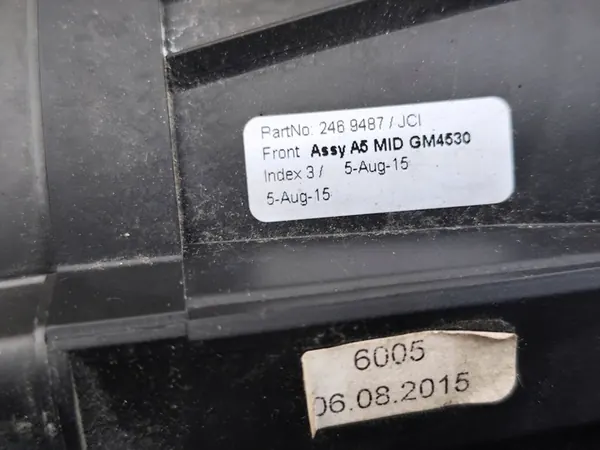 PartNo: 246 9487 / JCI
Front Assy A5 MID GM4530
Index 3 / 5-Aug-15
5-Aug-15
6005
06.08.2015